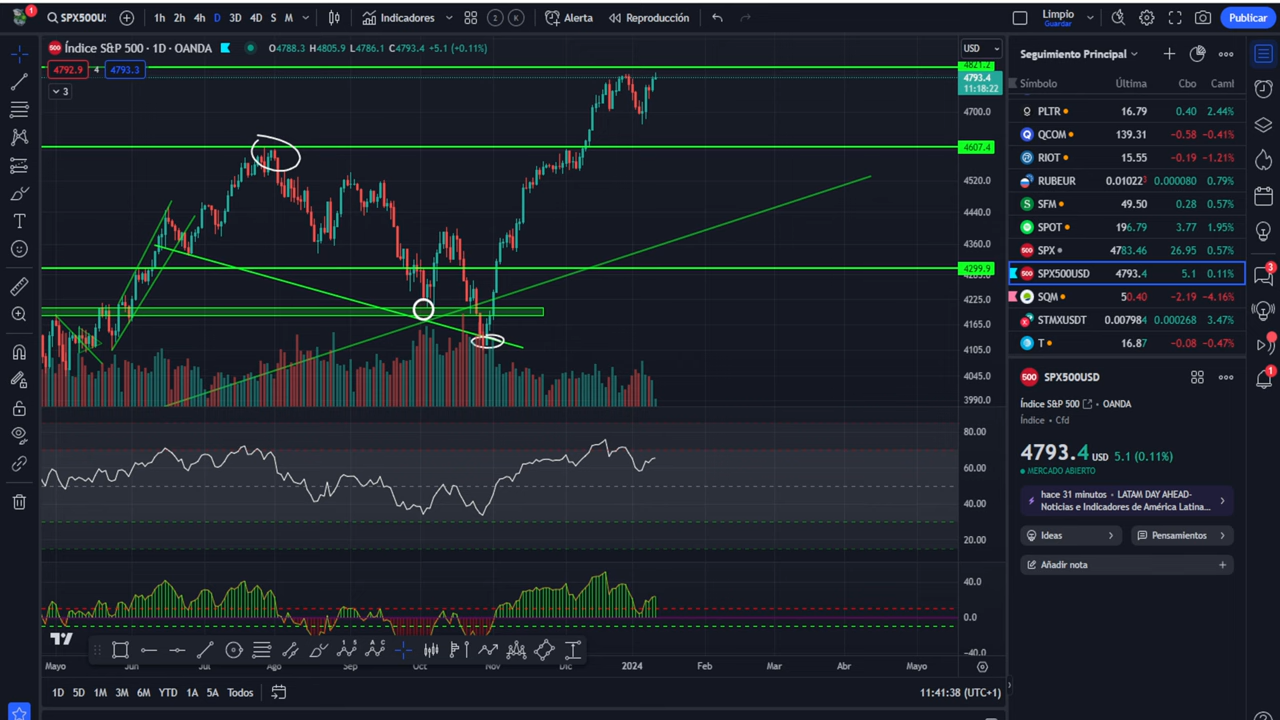 1
SPX500U: 1h 2h 4h D 3D 4D S M Indicadores 2 K Alerta Reproducción Limpio Guardar Publicar
500 Índice S&P 500 · 1D · OANDA O4788.3 H4805.9 L4786.1 C4793.4 +5.1 (+0.11%) USD
4792.9 4 4793.3
3
4821.2
4793.4
11:18:22
4700.0
4607.4
4520.0
4440.0
4360.0
4299.9
4225.0
4165.0
4105.0
4045.0
3990.0
80.00
60.00
40.00
20.00
40.0
0.0
-40.0
Mayo Jun Jul Ago Sep Oct Nov Dic 2024 Feb Mar Abr Mayo
1D 5D 1M 3M 6M YTD 1A 5A Todos 11:41:38 (UTC+1)
Seguimiento Principal
Símbolo Última Cbo Caml
PLTR 16.79 0.40 2.44%
QCOM 139.31 -0.58 -0.41%
RIOT 15.55 -0.19 -1.21%
RUBEUR 0.01022³ 0.000080 0.79%
SFM 49.50 0.28 0.57%
SPOT 196.79 3.77 1.95%
500 SPX 4783.46 26.95 0.57%
500 SPX500USD 4793.4 5.1 0.11%
SQM 50.40 -2.19 -4.16%
STMXUSDT 0.007984 0.000268 3.47%
T 16.87 -0.08 -0.47%
500 SPX500USD
Índice S&P 500 · OANDA
Índice · Cfd
4793.4 USD 5.1 (0.11%)
MERCADO ABIERTO
hace 31 minutos · LATAM DAY AHEAD-
Noticias e Indicadores de América Latina...
Ideas Pensamientos
Añadir nota
3
1